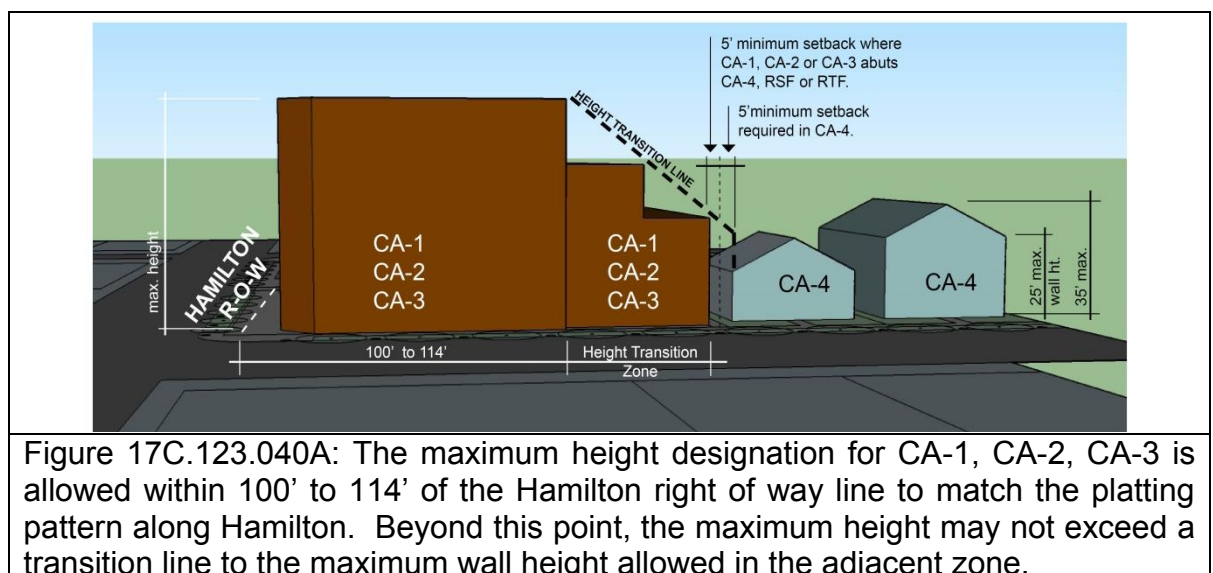 5' minimum setback where
CA-1, CA-2 or CA-3 abuts
CA-4, RSF or RTF.
5'minimum setback
required in CA-4.
HEIGHT TRANSITION LINE
max. height
HAMILTON
R-O-W
CA-1
CA-2
CA-3
CA-1
CA-2
CA-3
CA-4
CA-4
25' max.
wall ht.
35' max.
100' to 114'
Height Transition
Zone
Figure 17C.123.040A: The maximum height designation for CA-1, CA-2, CA-3 is
allowed within 100' to 114' of the Hamilton right of way line to match the platting
pattern along Hamilton. Beyond this point, the maximum height may not exceed a
transition line to the maximum wall height allowed in the adjacent zone.